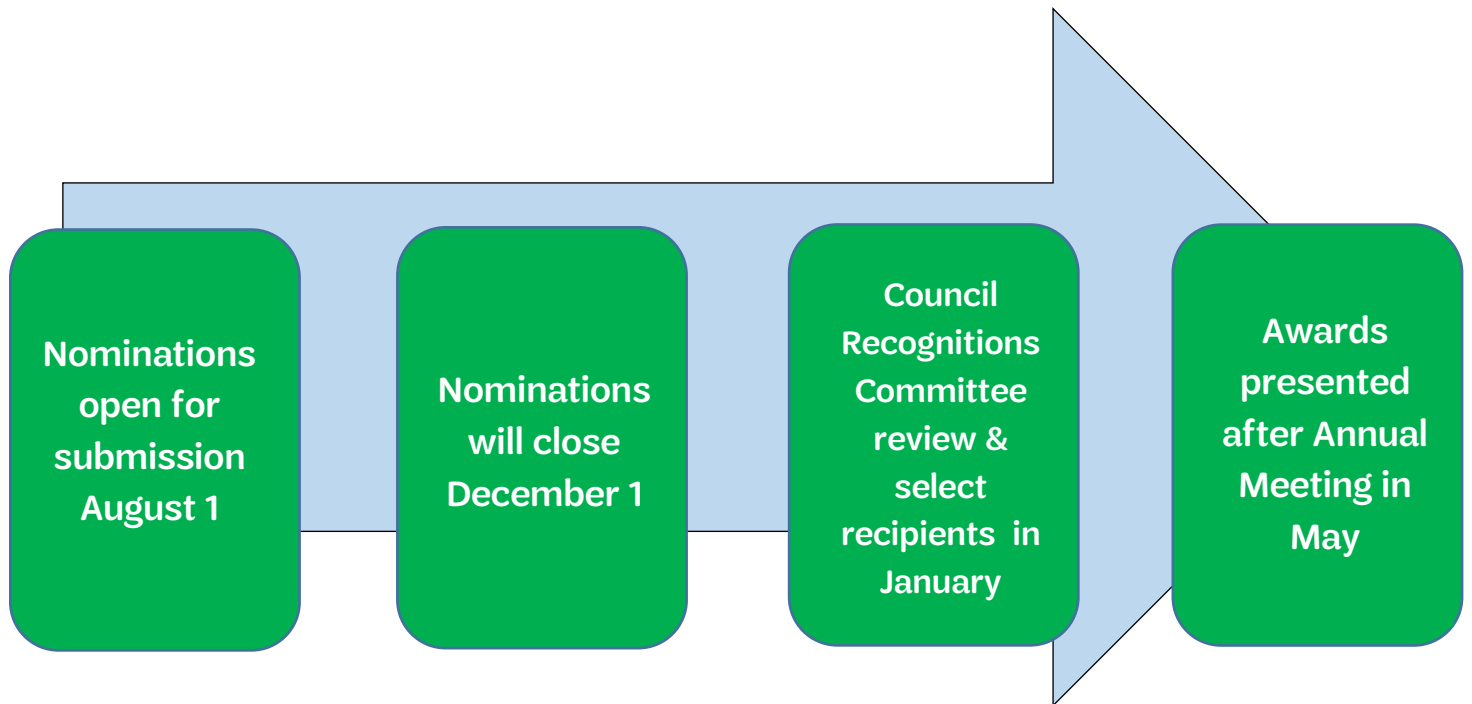 Nominations
open for
submission
August 1
Nominations
will close
December 1
Council
Recognitions
Committee
review &
select
recipients in
January
Awards
presented
after Annual
Meeting in
May